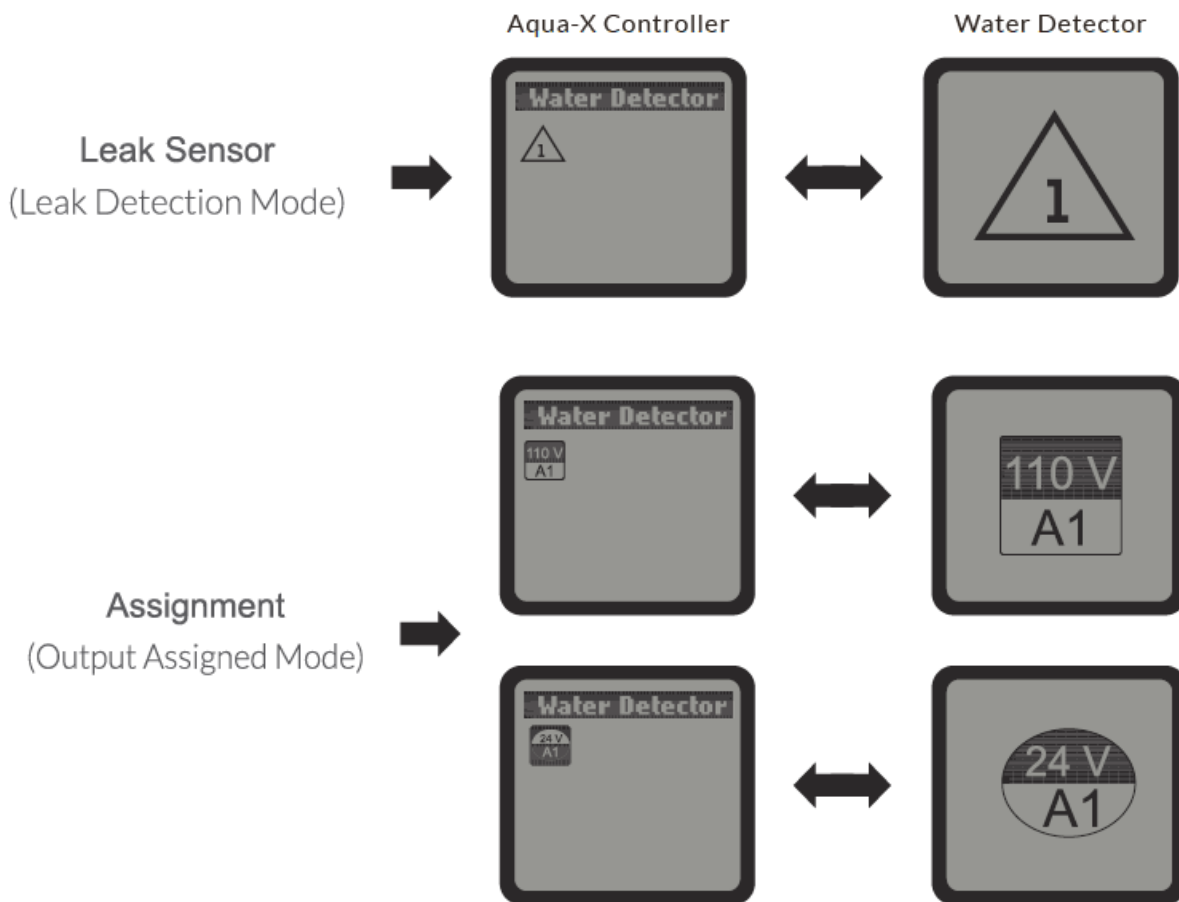 Aqua-X Controller
Water Detector
Leak Sensor
(Leak Detection Mode)
Water Detector
1
1
Assignment
(Output Assigned Mode)
Water Detector
110 V
A1
110 V
A1
Water Detector
24 V
A1
24 V
A1